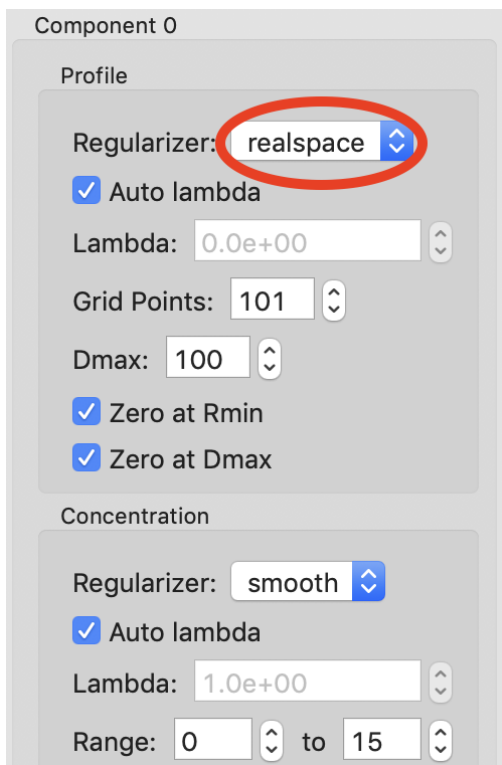 Component 0
Profile
Regularizer: realspace
Auto lambda
Lambda: 0.0e+00
Grid Points: 101
Dmax: 100
Zero at Rmin
Zero at Dmax
Concentration
Regularizer: smooth
Auto lambda
Lambda: 1.0e+00
Range: 0 to 15